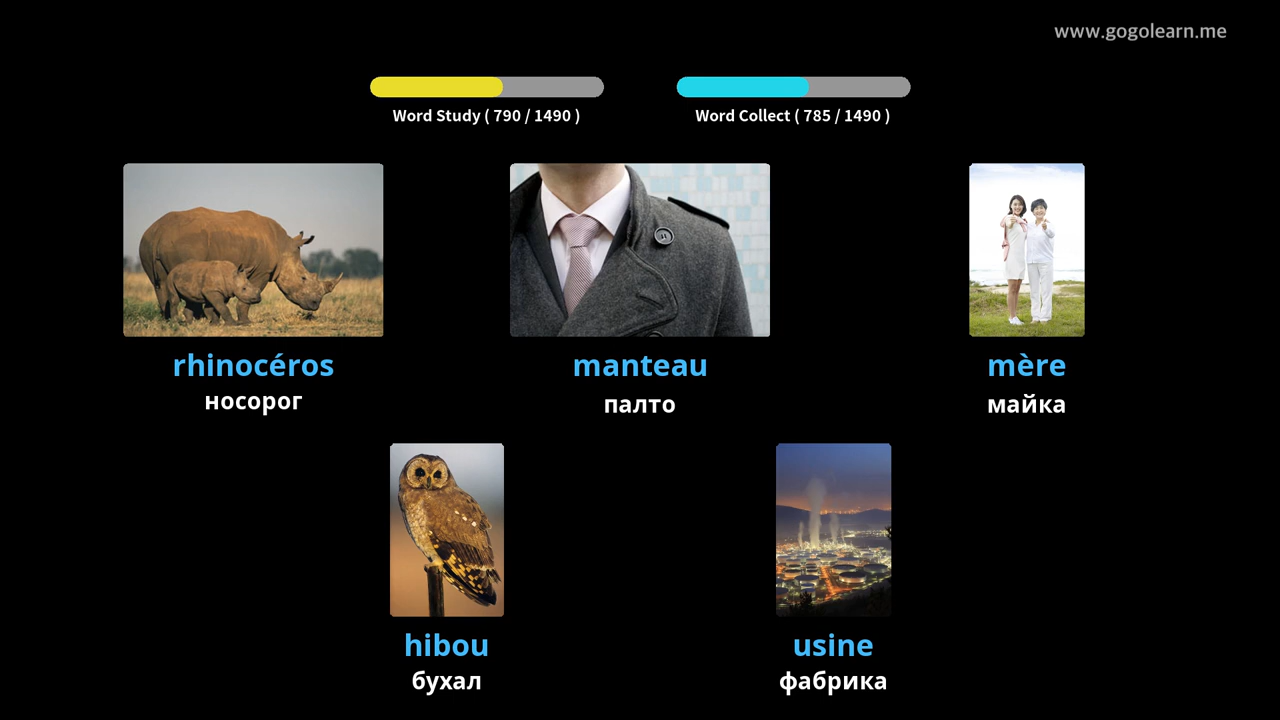 www.gogolearn.me
Word Study ( 790 / 1490 )
Word Collect ( 785 / 1490 )
rhinocéros
носорог
manteau
палто
mère
майка
hibou
бухал
usine
фабрика